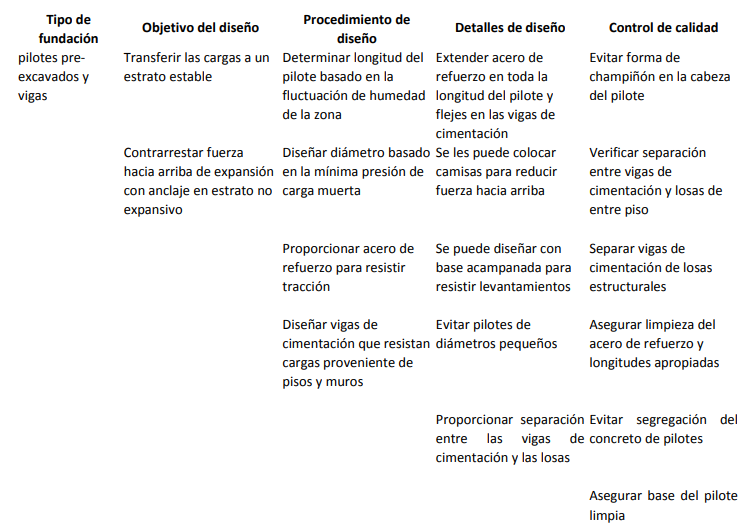 Tipo de
fundación
Objetivo del diseño
Procedimiento de
diseño
Detalles de diseño
Control de calidad
pilotes pre-
excavados y
vigas
Transferir las cargas a un
estrato estable
Determinar longitud del
pilote basado en la
fluctuación de humedad
de la zona
Extender acero de
refuerzo en toda la
longitud del pilote y
flejes en las vigas de
cimentación
Evitar forma de
champiñón en la cabeza
del pilote
Contrarrestar fuerza
hacia arriba de expansión
con anclaje en estrato no
expansivo
Diseñar diámetro basado
en la mínima presión de
carga muerta
Se les puede colocar
camisas para reducir
fuerza hacia arriba
Verificar separación
entre vigas de
cimentación y losas de
entre piso
Proporcionar acero de
refuerzo para resistir
tracción
Se puede diseñar con
base acampanada para
resistir levantamientos
Separar vigas de
cimentación de losas
estructurales
Diseñar vigas de
cimentación que resistan
cargas proveniente de
pisos y muros
Evitar pilotes de
diámetros pequeños
Asegurar limpieza del
acero de refuerzo y
longitudes apropiadas
Proporcionar separación
entre las vigas de
cimentación y las losas
Evitar segregación del
concreto de pilotes
Asegurar base del pilote
limpia